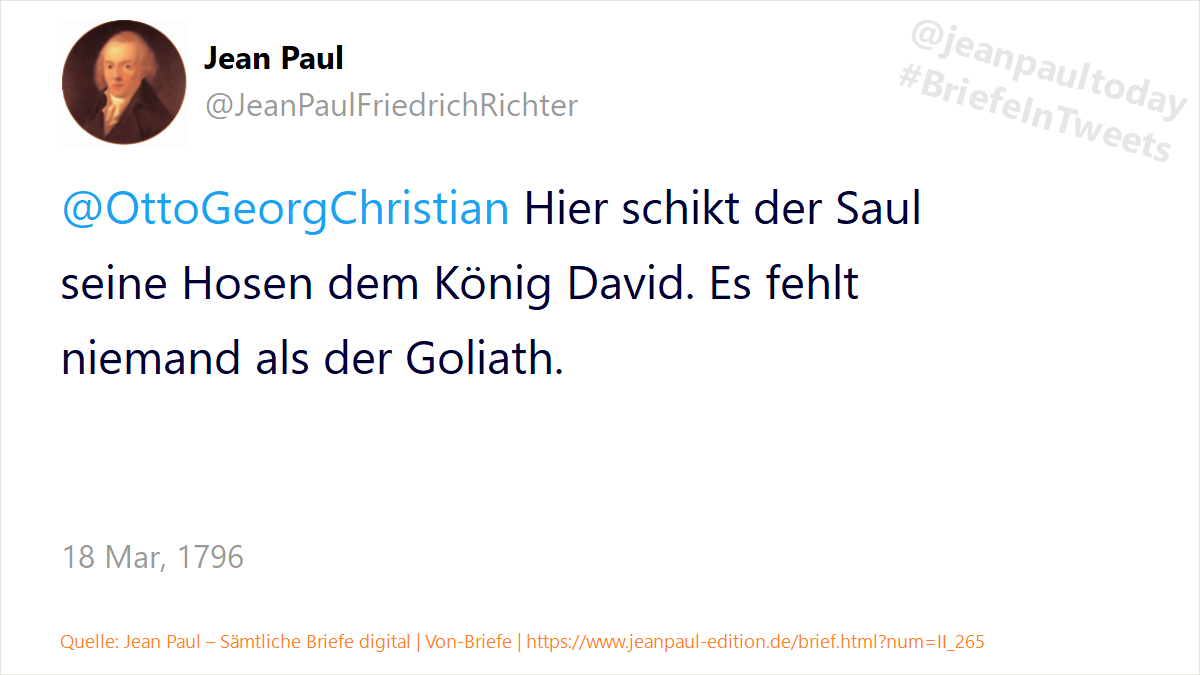 Jean Paul
@JeanPaulFriedrichRichter
@jeanpaultoday
#BriefeInTweets
@OttoGeorgChristian Hier schikt der Saul
seine Hosen dem König David. Es fehlt
niemand als der Goliath.
18 Mar, 1796
Quelle: Jean Paul – Sämtliche Briefe digital | Von-Briefe | https://www.jeanpaul-edition.de/brief.html?num=II_265